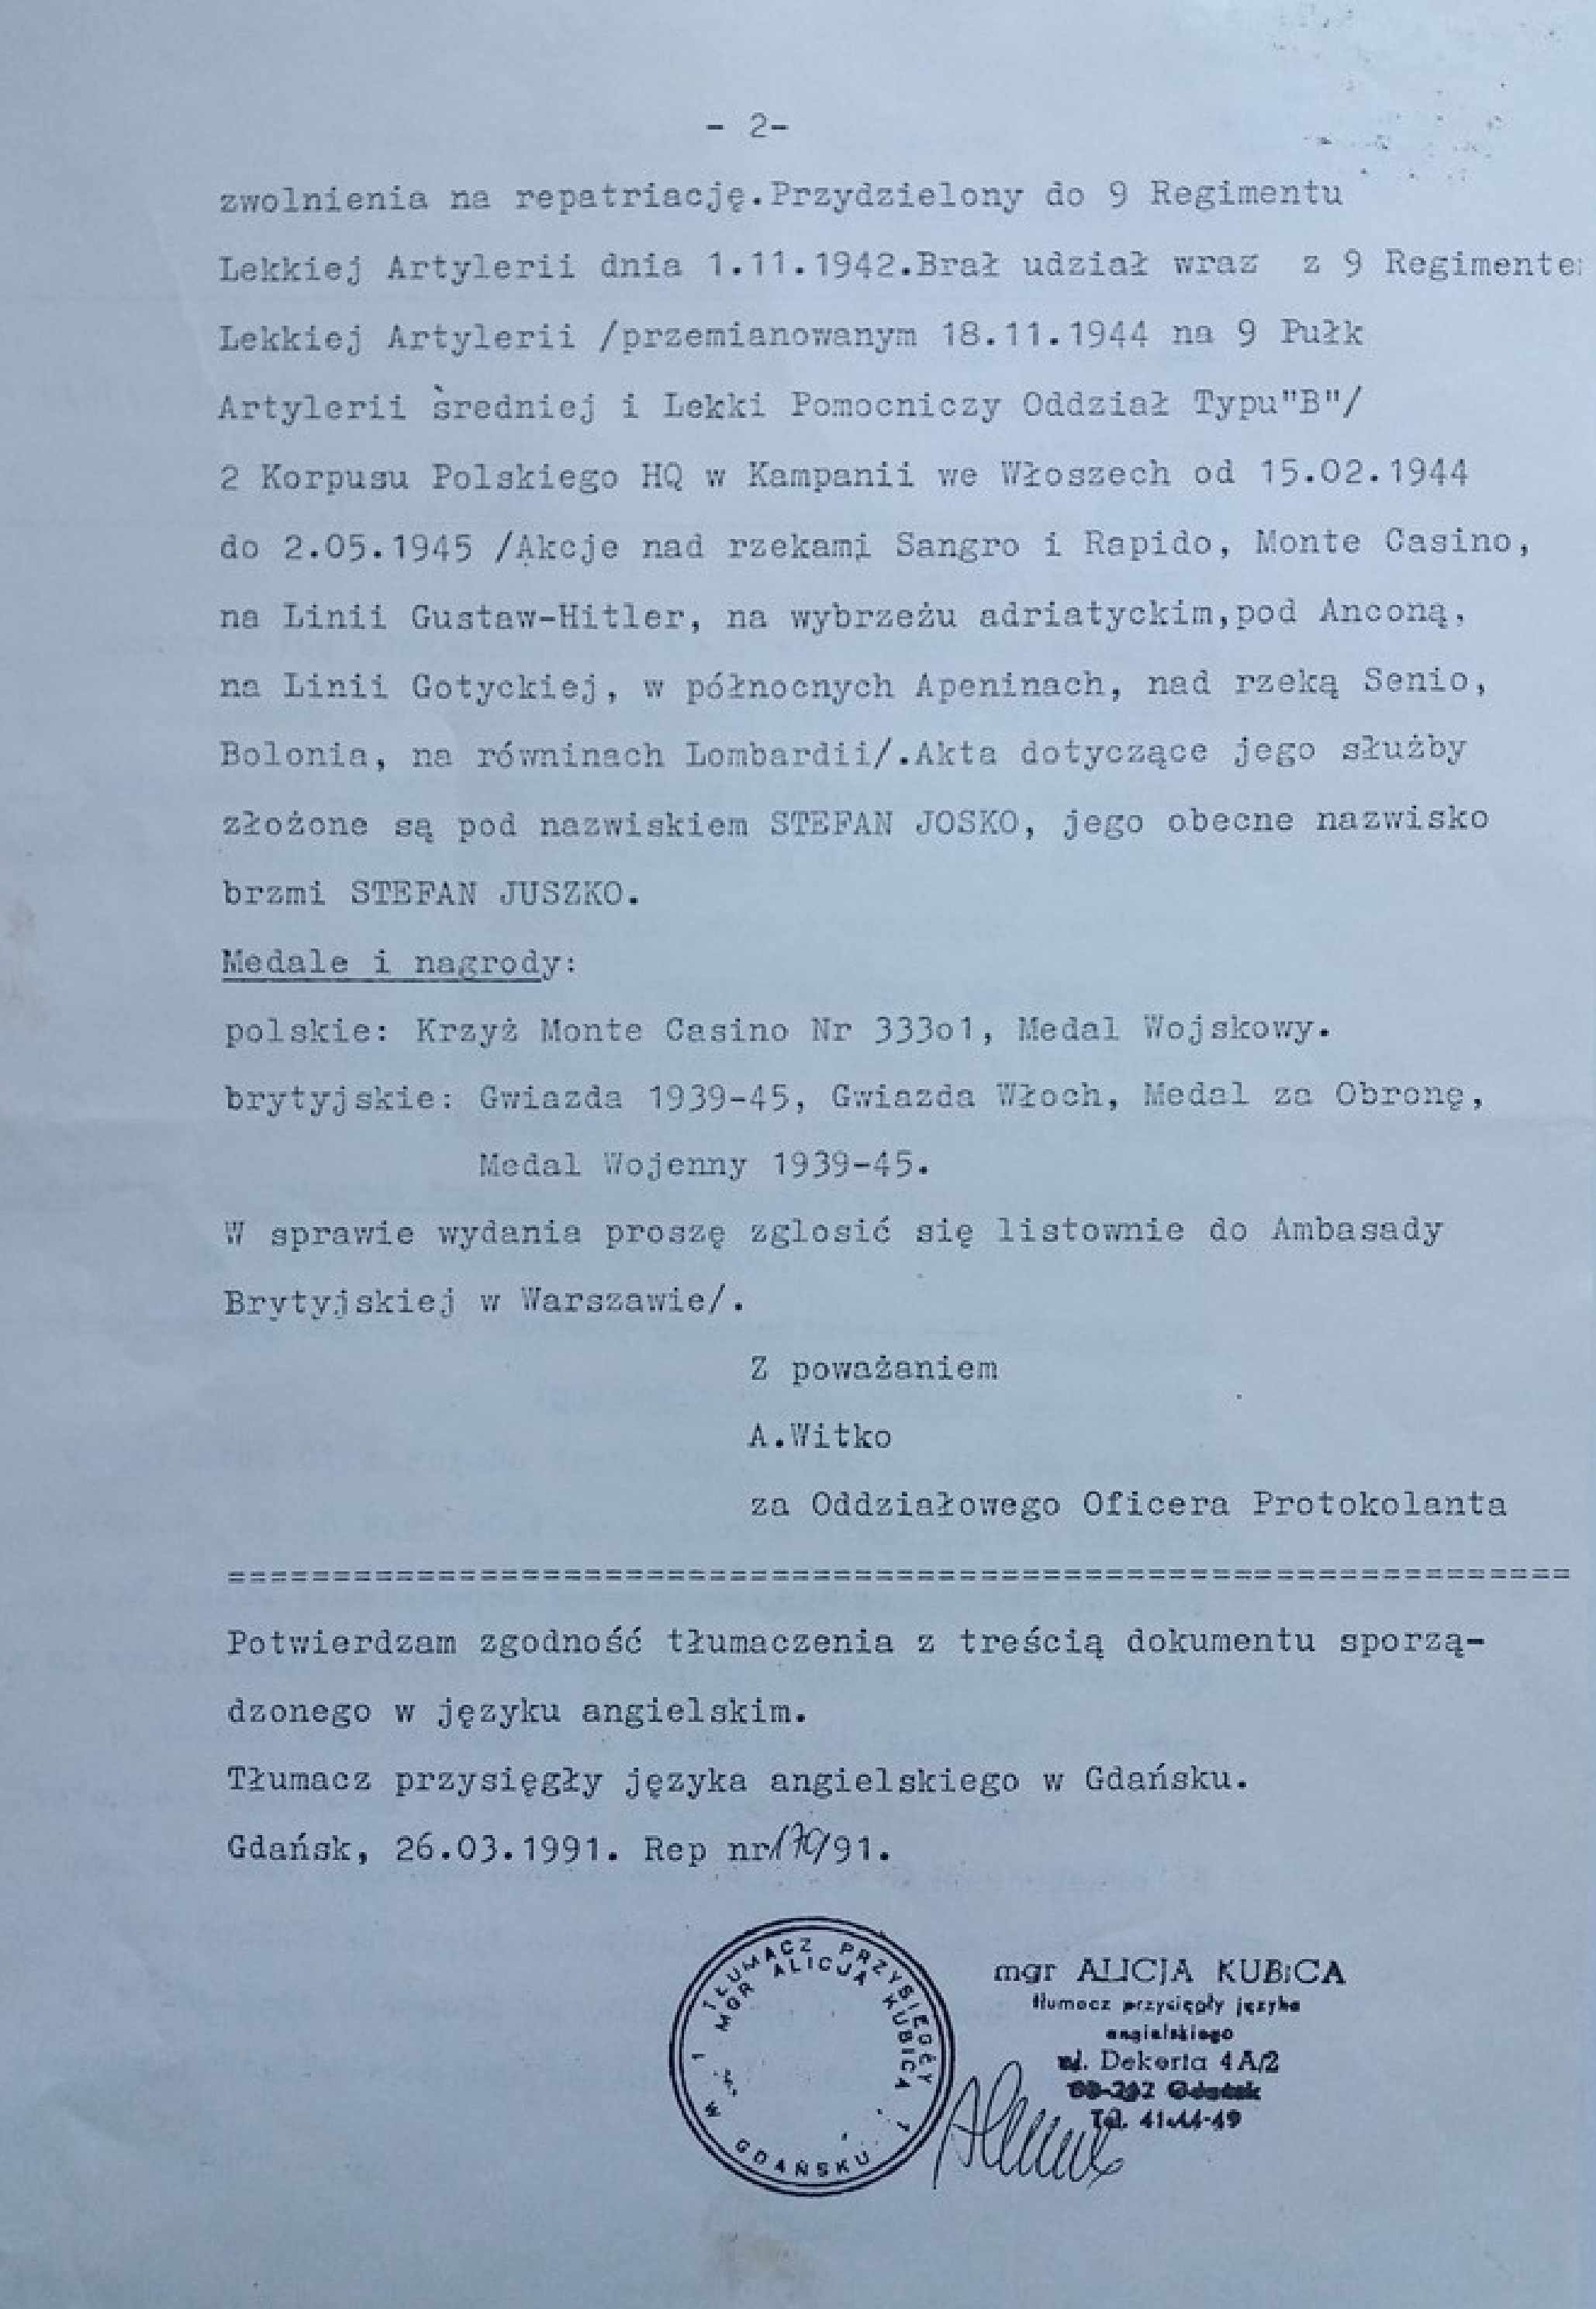 - 2-
zwolnienia na repatriację.Przydzielony do 9 Regimentu
Lekkiej Artylerii dnia 1.11.1942.Brał udział wraz z 9 Regimente
Lekkiej Artylerii /przemianowanym 18.11.1944 na 9 Pułk
Artylerii średniej i Lekki Pomocniczy Oddział Typu"B"/
2 Korpusu Polskiego HQ w Kampanii we Włoszech od 15.02.1944
do 2.05.1945 /Akcje nad rzekami Sangro i Rapido, Monte Casino,
na Linii Gustaw-Hitler, na wybrzeżu adriatyckim,pod Anconą,
na Linii Gotyckiej, w północnych Apeninach, nad rzeką Senio,
Bolonia, na równinach Lombardii/.Akta dotyczące jego służby
złożone są pod nazwiskiem STEFAN JOSKO, jego obecne nazwisko
brzmi STEFAN JUSZKO.
Medale i nagrody:
polskie: Krzyż Monte Casino Nr 333o1, Medal Wojskowy.
brytyjskie: Gwiazda 1939-45, Gwiazda Włoch, Medal za Obronę,
Medal Wojenny 1939-45.
W sprawie wydania proszę zglosić się listownie do Ambasady
Brytyjskiej w Warszawie/.
Z poważaniem
A.Witko
za Oddziałowego Oficera Protokolanta
================================================================
Potwierdzam zgodność tłumaczenia z treścią dokumentu sporzą-
dzonego w języku angielskim.
Tłumacz przysięgły języka angielskiego w Gdańsku.
Gdańsk, 26.03.1991. Rep nr170/91.
TŁUMACZ PRZYSIĘGŁY
MGR ALICJA KUBICA
W GDAŃSKU
mgr ALICJA KUBICA
tłumacz przysięgły języka
angielskiego
ul. Dekerta 4A/2
Gdańsk
Tel. 41-44-49